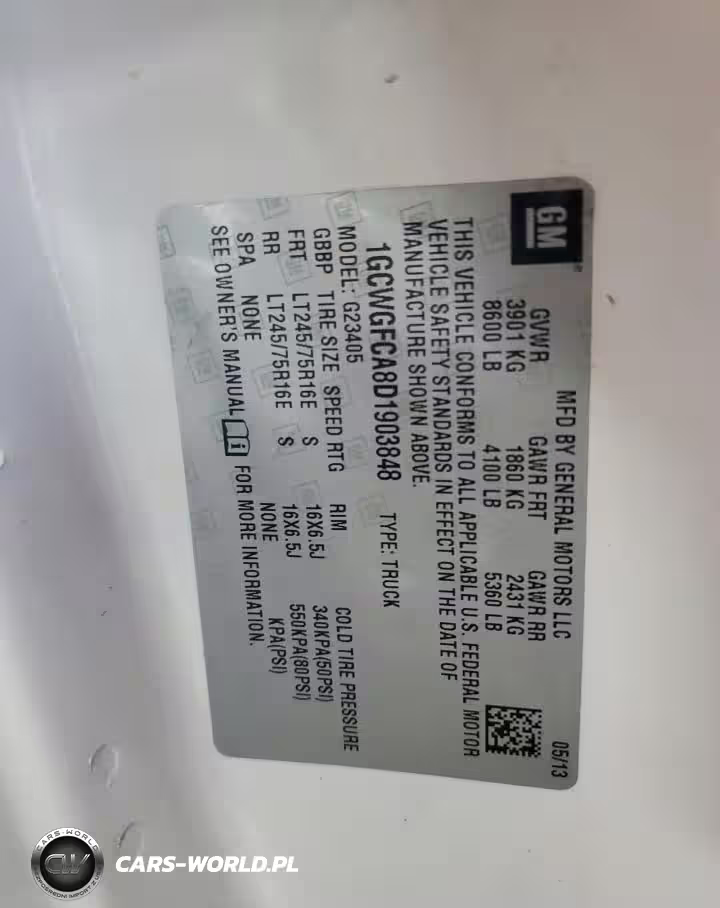 GM
MFD BY GENERAL MOTORS LLC 05/13
GVWR GAWR FRT GAWR RR
3901 KG 1860 KG 2431 KG
8600 LB 4100 LB 5360 LB
THIS VEHICLE CONFORMS TO ALL APPLICABLE U.S. FEDERAL MOTOR
VEHICLE SAFETY STANDARDS IN EFFECT ON THE DATE OF
MANUFACTURE SHOWN ABOVE.
1GCWGFCA8D1903848 TYPE: TRUCK
MODEL: G23405
GBBP TIRE SIZE SPEED RTG RIM COLD TIRE PRESSURE
FRT LT245/75R16E S 16X6.5J 340KPA(50PSI)
RR LT245/75R16E S 16X6.5J 550KPA(80PSI)
SPA NONE NONE KPA(PSI)
SEE OWNER'S MANUAL FOR MORE INFORMATION.
CARS-WORLD
CW
CARS-WORLD.PL